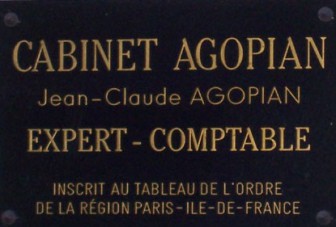 CABINET AGOPIAN
Jean-Claude AGOPIAN
EXPERT - COMPTABLE
INSCRIT AU TABLEAU DE L'ORDRE
DE LA RÉGION PARIS - ILE-DE-FRANCE